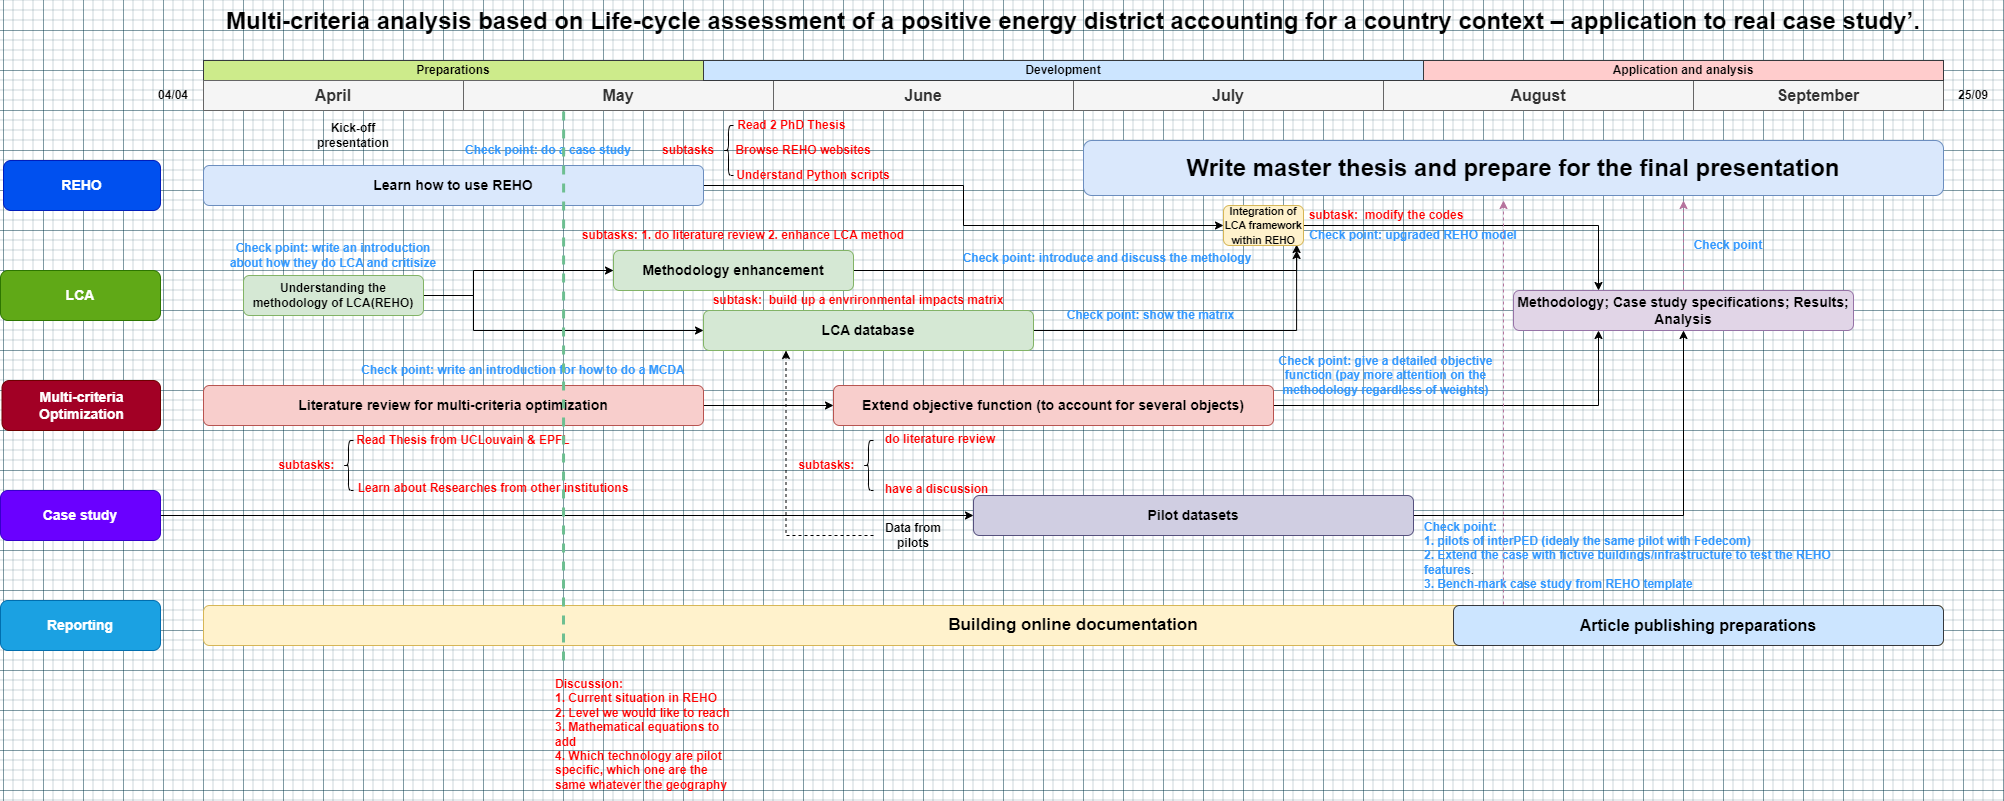 Multi-criteria analysis based on Life-cycle assessment of a positive energy district accounting for a country context – application to real case study’.
Preparations
Development
Application and analysis
04/04
April
May
June
July
August
September
25/09
Kick-off
presentation
Check point: do a case study
subtasks
Read 2 PhD Thesis
Browse REHO websites
Understand Python scripts
REHO
Learn how to use REHO
Write master thesis and prepare for the final presentation
Integration of
LCA framework
within REHO
subtask:  modify the codes
Check point: upgraded REHO model
Check point
subtasks: 1. do literature review 2. enhance LCA method
Check point: write an introduction
about how they do LCA and critisize
Methodology enhancement
Check point: introduce and discuss the methology
LCA
Understanding the
methodology of LCA(REHO)
subtask:  build up a envrironmental impacts matrix
LCA database
Check point: show the matrix
Methodology; Case study specifications; Results;
Analysis
Check point: write an introduction for how to do a MCDA
Check point: give a detailed objective
function (pay more attention on the
methodology regardless of weights)
Multi-criteria
Optimization
Literature review for multi-criteria optimization
Extend objective function (to account for several objects)
subtasks:
Read Thesis from UCLouvain & EPFL
Learn about Researches from other institutions
subtasks:
do literature review
have a discussion
Case study
Data from
pilots
Pilot datasets
Check point:
1. pilots of interPED (idealy the same pilot with Fedecom)
2. Extend the case with fictive buildings/infrastructure to test the REHO
features.
3. Bench-mark case study from REHO template
Reporting
Building online documentation
Article publishing preparations
Discussion:
1. Current situation in REHO
2. Level we would like to reach
3. Mathematical equations to
add
4. Which technology are pilot
specific, which one are the
same whatever the geography